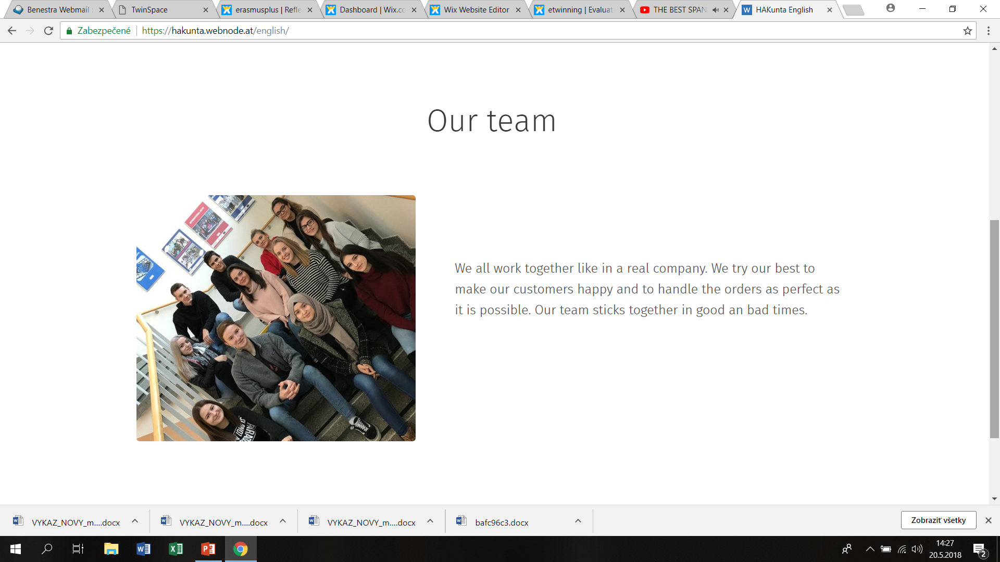 Benestra Webmail
TwinSpace
erasmusplus | Refle
Dashboard | Wix.cc
Wix Website Editor
etwinning | Evaluat
THE BEST SPAN
HAKunta English
Zabezpečené
https://hakunta.webnode.at/english/
Our team
We all work together like in a real company. We try our best to
make our customers happy and to handle the orders as perfect as
it is possible. Our team sticks together in good an bad times.
VYKAZ_NOVY_m....docx
VYKAZ_NOVY_m....docx
VYKAZ_NOVY_m....docx
bafc96c3.docx
Zobraziť všetky
14:27
20.5.2018
2